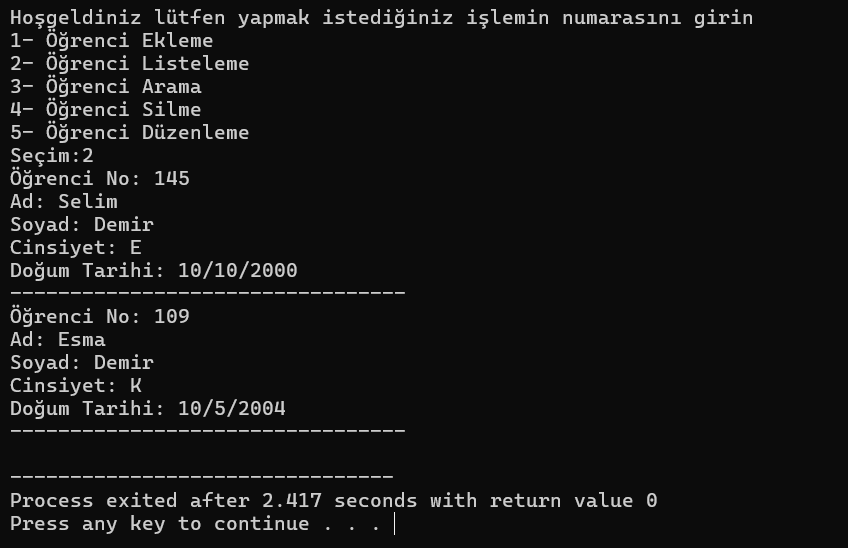 Hoşgeldiniz lütfen yapmak istediğiniz işlemin numarasını girin
1- Öğrenci Ekleme
2- Öğrenci Listeleme
3- Öğrenci Arama
4- Öğrenci Silme
5- Öğrenci Düzenleme
Seçim:2
Öğrenci No: 145
Ad: Selim
Soyad: Demir
Cinsiyet: E
Doğum Tarihi: 10/10/2000
---------------------------------
Öğrenci No: 109
Ad: Esma
Soyad: Demir
Cinsiyet: K
Doğum Tarihi: 10/5/2004
---------------------------------
--------------------------------
Process exited after 2.417 seconds with return value 0
Press any key to continue . . .